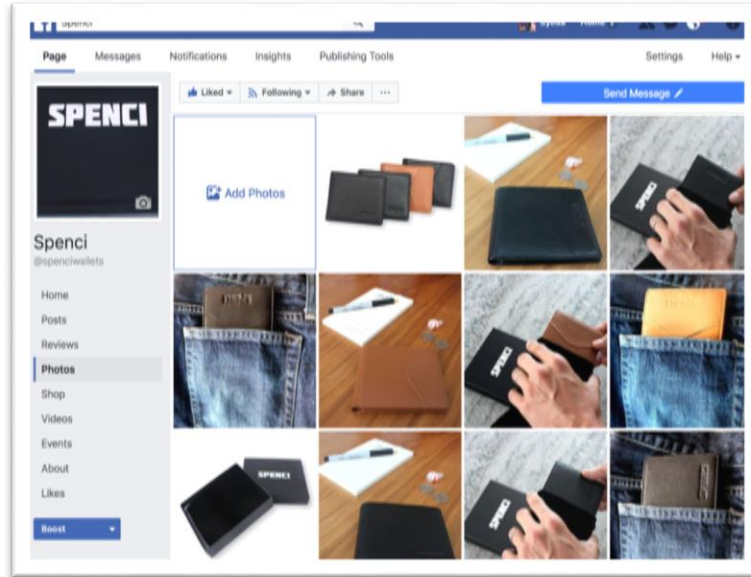 Spenci
Page Messages Notifications Insights Publishing Tools Settings Help
Liked Following Share ... Send Message
SPENCI
Add Photos
Spenci
@spenciwallets
Home
Posts
Reviews
Photos
Shop
Videos
Events
About
Likes
Boost
SPENCI
SPENCI
SPENCI
SPENCI